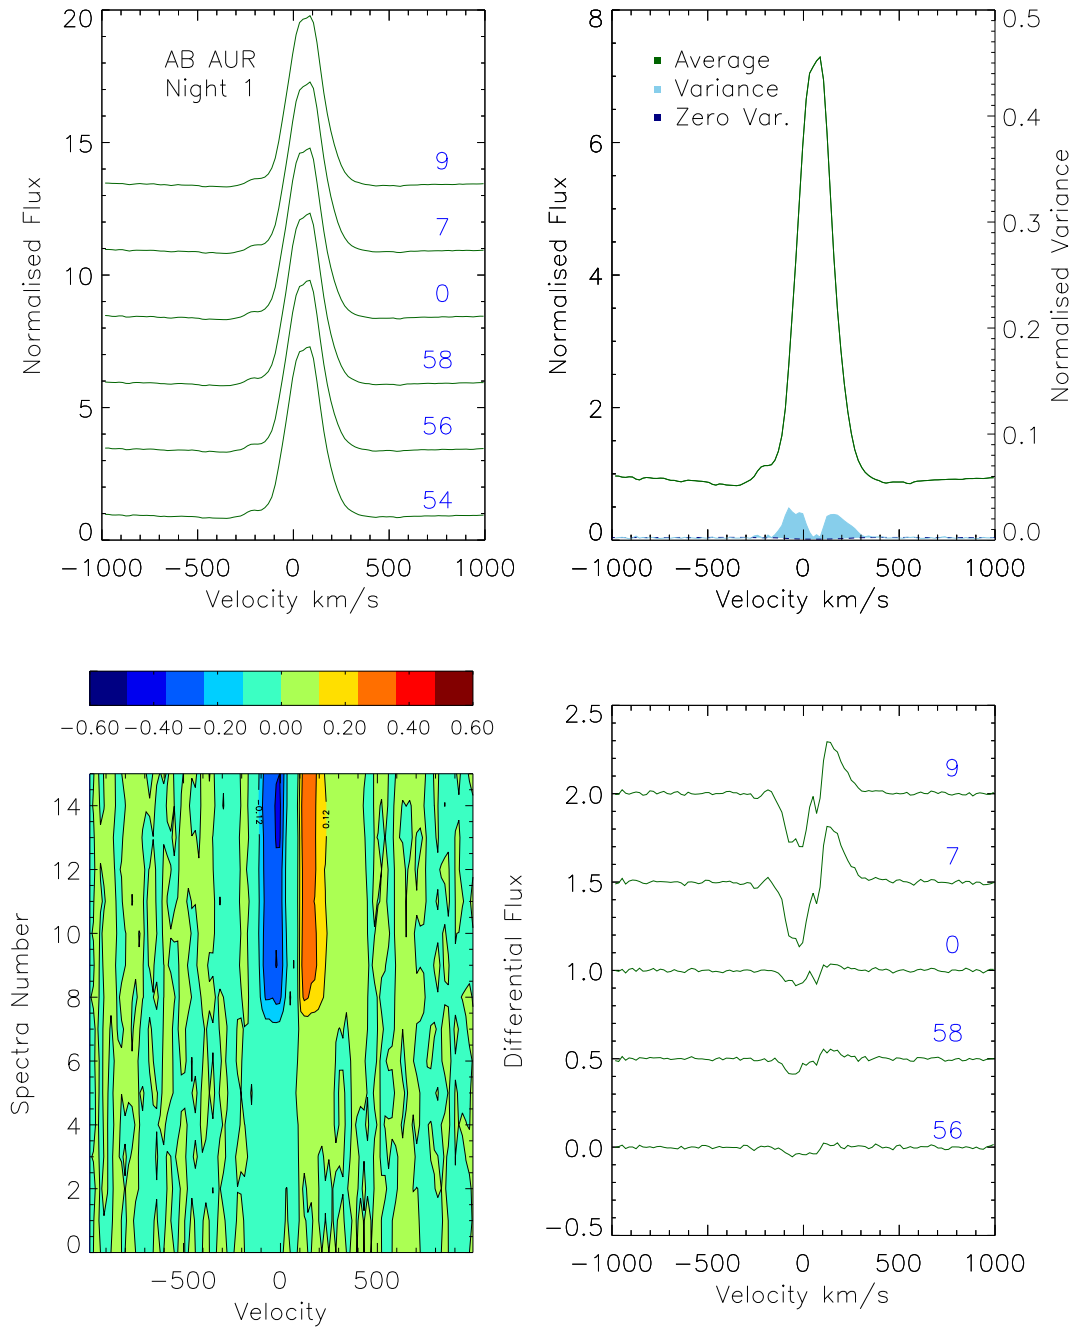 20
15
10
5
0
Normalised Flux
AB AUR
Night 1
9
7
0
58
56
54
−1000 −500 0 500 1000
Velocity km/s
8
6
4
2
0
Normalised Flux
Average
Variance
Zero Var.
0.5
0.4
0.3
0.2
0.1
0.0
Normalised Variance
−1000 −500 0 500 1000
Velocity km/s
−0.60 −0.40 −0.20 0.00 0.20 0.40 0.60
14
12
10
8
6
4
2
0
Spectra Number
−0.12
0.12
−500 0 500
Velocity
2.5
2.0
1.5
1.0
0.5
0.0
−0.5
Differential Flux
9
7
0
58
56
−1000 −500 0 500 1000
Velocity km/s